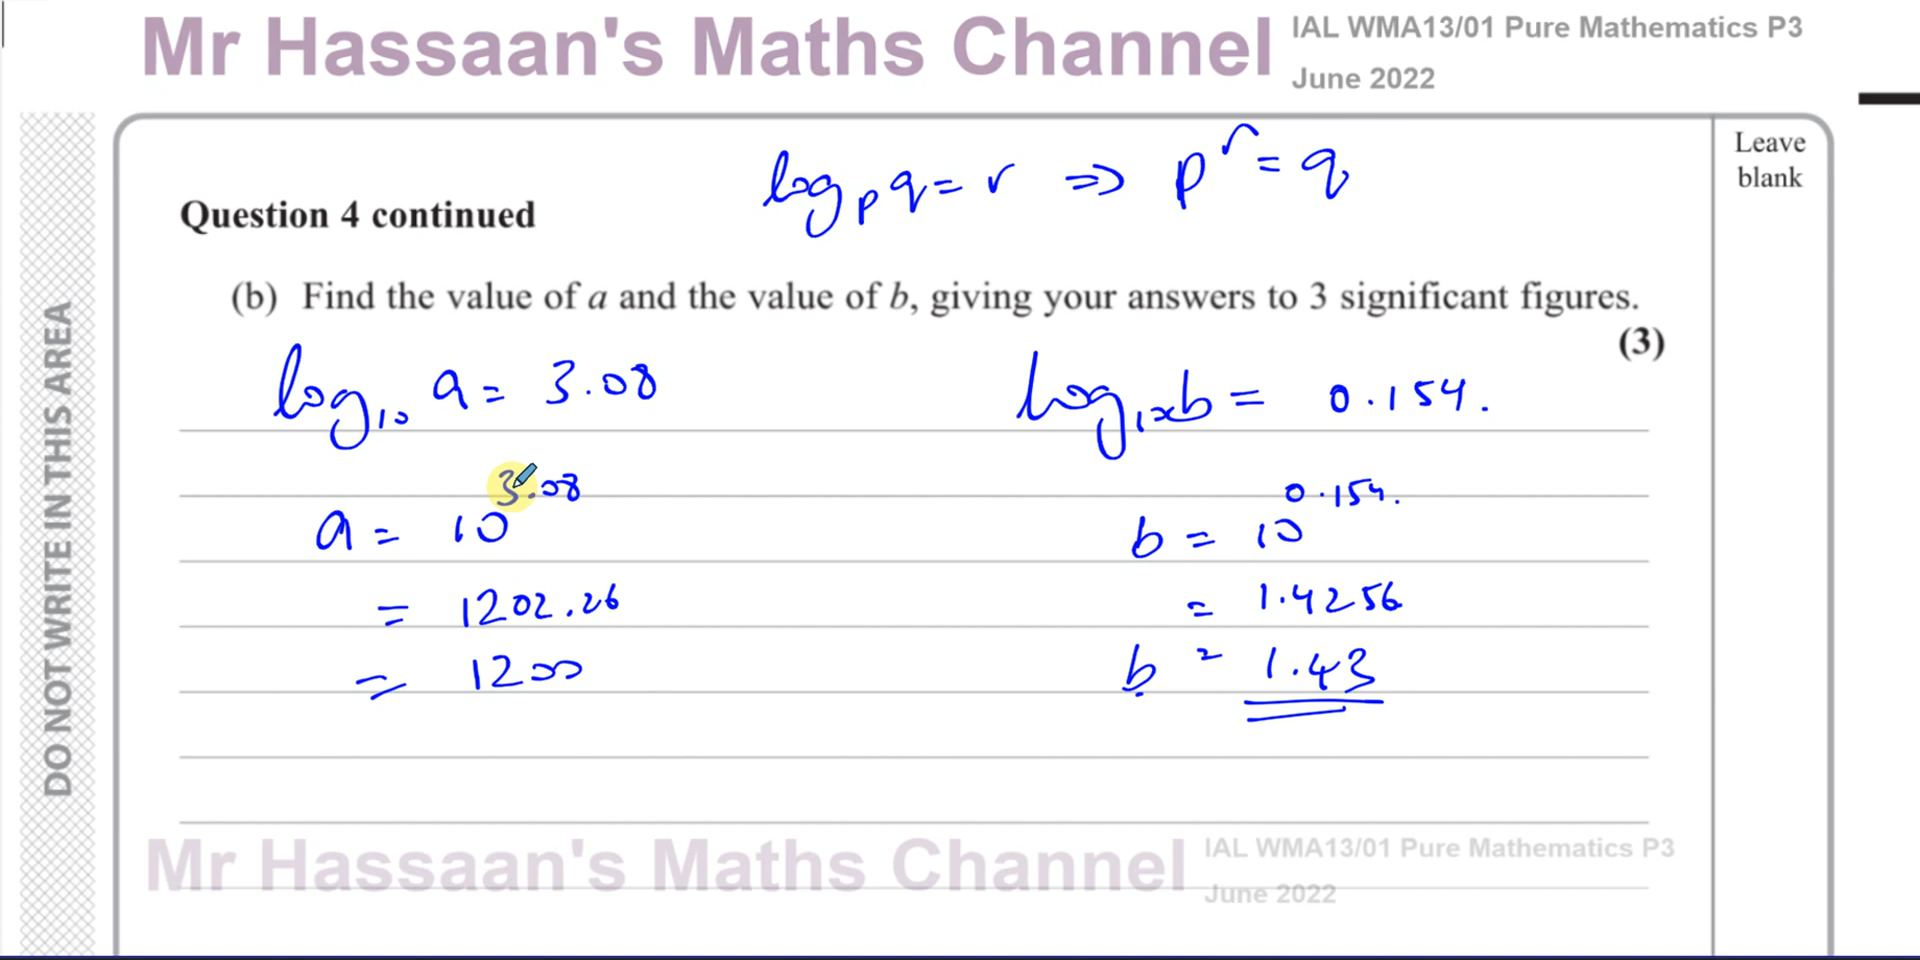 Mr Hassaan's Maths Channel
IAL WMA13/01 Pure Mathematics P3
June 2022
Leave
blank
log_p q = r ⇒ p^r = q
Question 4 continued
(b) Find the value of a and the value of b, giving your answers to 3 significant figures.
(3)
log₁₀ a = 3.08
a = 10^3.08
= 1202.26
= 1200
log₁₀ b = 0.154.
b = 10^0.154.
= 1.4256
b = 1.43
DO NOT WRITE IN THIS AREA
Mr Hassaan's Maths Channel
IAL WMA13/01 Pure Mathematics P3
June 2022